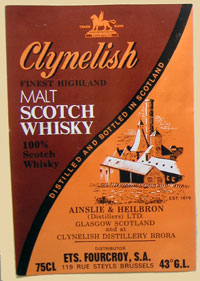 TRADE MARK
Clynelish
FINEST HIGHLAND
MALT
SCOTCH
WHISKY
100%
Scotch
Whisky
DISTILLED AND BOTTLED IN SCOTLAND
EST. 1819
AINSLIE & HEILBRON
(Distillers) LTD
GLASGOW SCOTLAND
and at
CLYNELISH DISTILLERY BRORA
DISTRIBUTOR
ETS. FOURCROY, S.A.
75CL 119 RUE STEYLS BRUSSELS 43°G.L.